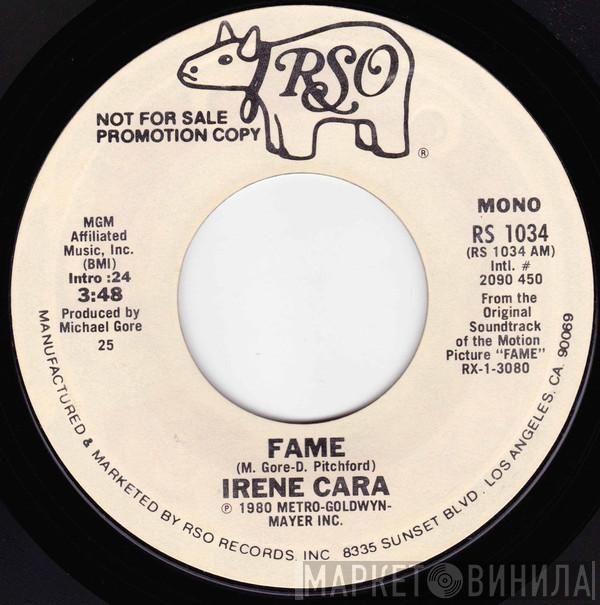 RSO
®
NOT FOR SALE
PROMOTION COPY
MGM
Affiliated
Music, Inc.
(BMI)
Intro :24
3:48
Produced by
Michael Gore
25
MONO
RS 1034
(RS 1034 AM)
Intl. #
2090 450
From the
Original
Soundtrack
of the Motion
Picture "FAME"
RX-1-3080
FAME
(M. Gore-D. Pitchford)
IRENE CARA
℗ 1980 METRO-GOLDWYN-
MAYER INC.
MANUFACTURED & MARKETED BY RSO RECORDS, INC 8335 SUNSET BLVD. LOS ANGELES, CA. 90069
МАРКЕТ ВИНИЛА